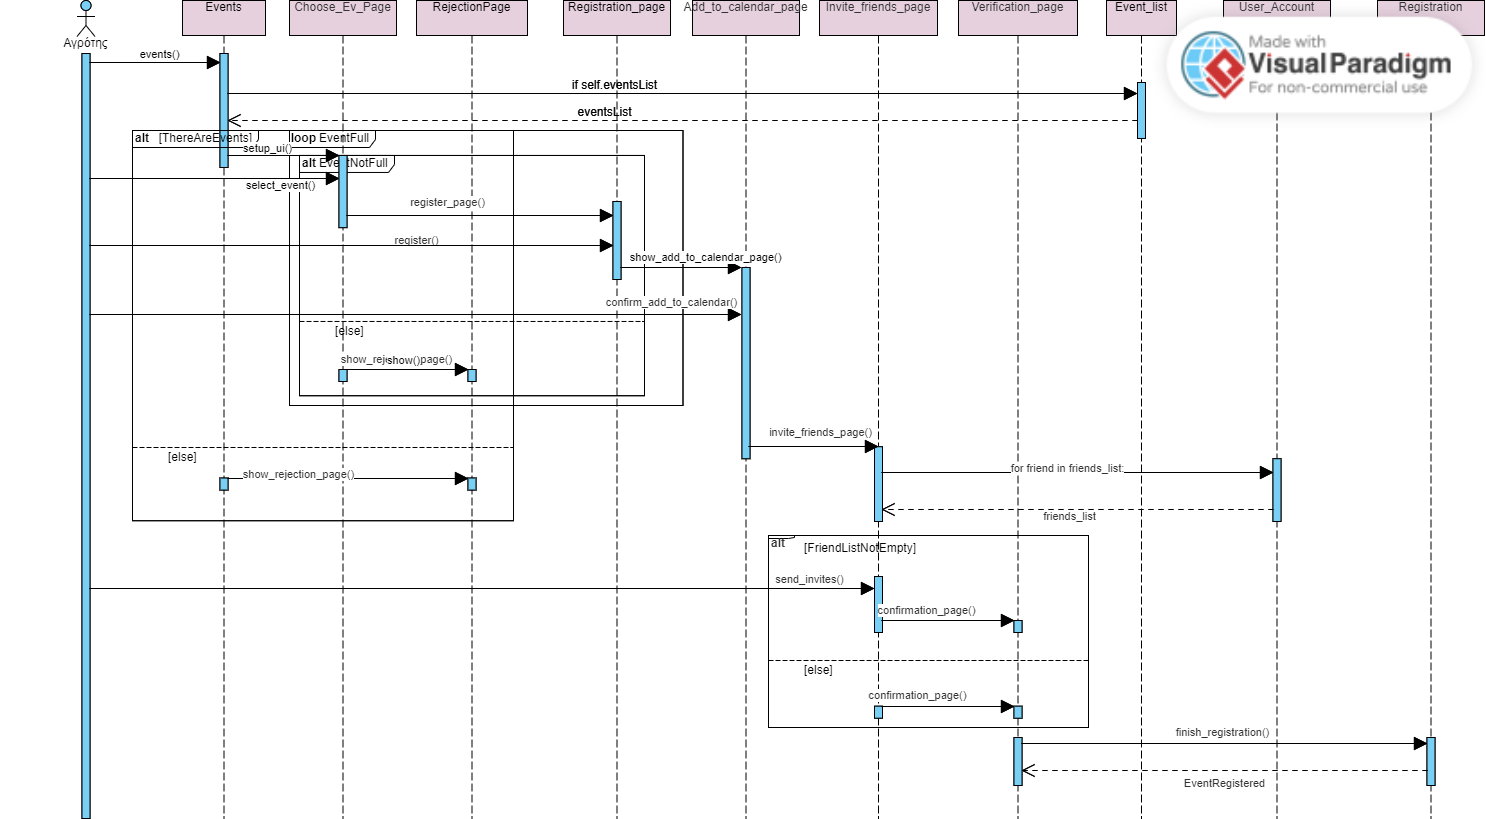 Events
Choose_Ev_Page
RejectionPage
Registration_page
Add_to_calendar_page
Invite_friends_page
Verification_page
Event_list
User_Account
Registration
Αγρότης
Made with
Visual Paradigm
For non-commercial use
events()
if self.eventsList
eventsList
alt [ThereAreEvents]
loop EventFull
setup_ui()
alt EventNotFull
select_event()
register_page()
register()
show_add_to_calendar_page()
confirm_add_to_calendar()
[else]
show()
page()
invite_friends_page()
[else]
for friend in friends_list:
show_rejection_page()
friends_list
alt
[FriendListNotEmpty]
send_invites()
confirmation_page()
[else]
confirmation_page()
finish_registration()
EventRegistered